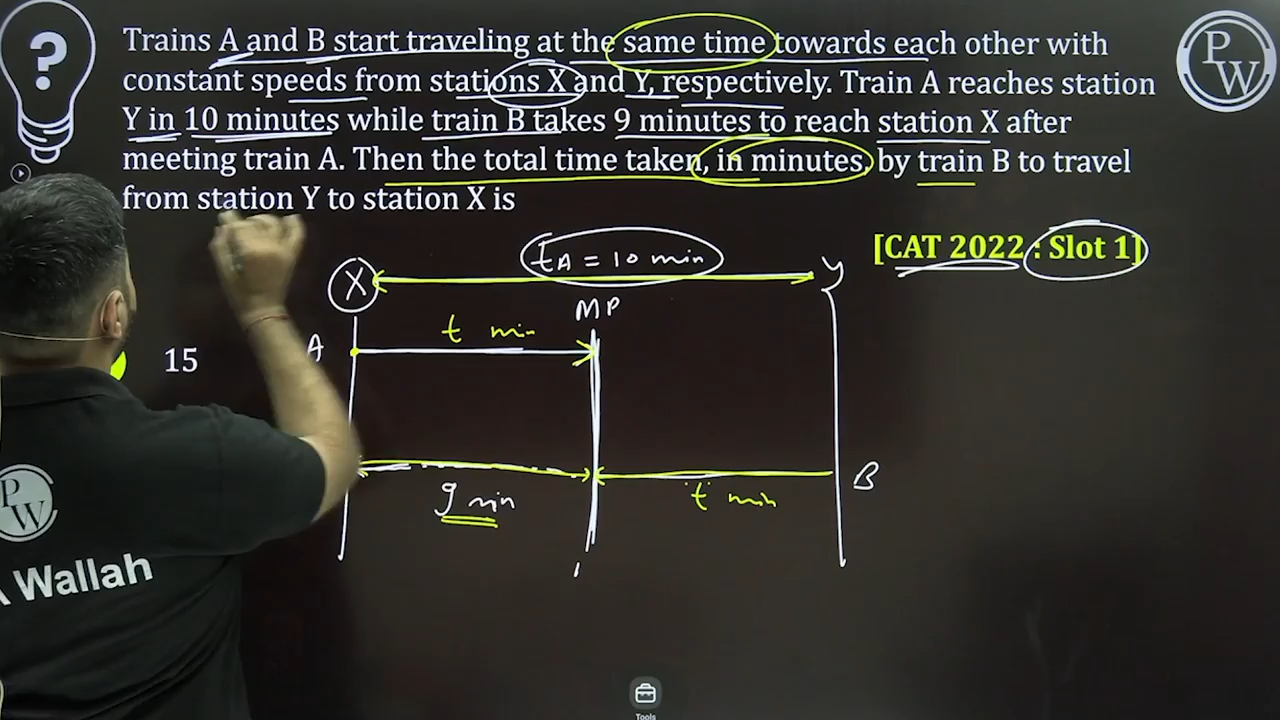 Trains A and B start traveling at the same time towards each other with
constant speeds from stations X and Y, respectively. Train A reaches station
Y in 10 minutes while train B takes 9 minutes to reach station X after
meeting train A. Then the total time taken, in minutes, by train B to travel
from station Y to station X is
P
W
[CAT 2022 : Slot 1]
tA = 10 min
X
Y
MP
t min
A
15
9 min
t min
B
P
W
Wallah
Tools